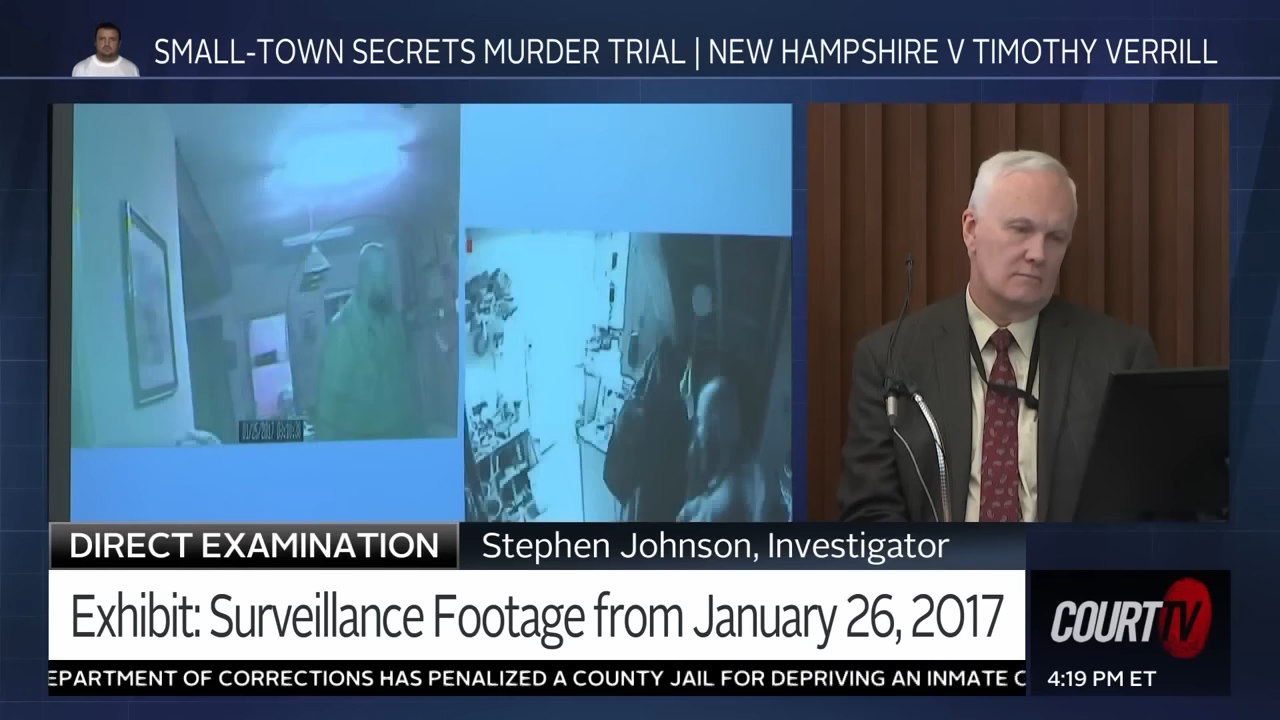 SMALL-TOWN SECRETS MURDER TRIAL | NEW HAMPSHIRE V TIMOTHY VERRILL
DIRECT EXAMINATION
Stephen Johnson, Investigator
Exhibit: Surveillance Footage from January 26, 2017
COURT TV
EPARTMENT OF CORRECTIONS HAS PENALIZED A COUNTY JAIL FOR DEPRIVING AN INMATE
4:19 PM ET